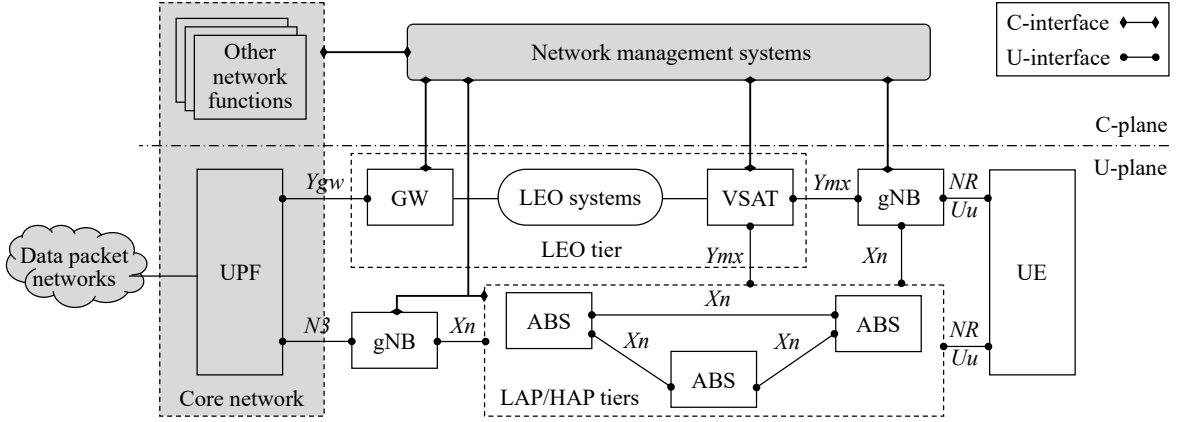 Other
network
functions
Network management systems
C-interface
U-interface
C-plane
U-plane
Ygw
GW
LEO systems
VSAT
Ymx
gNB
NR
Uu
LEO tier
Ymx
Xn
Data packet
networks
UPF
UE
N3
gNB
Xn
ABS
Xn
ABS
Xn
Xn
ABS
NR
Uu
Core network
LAP/HAP tiers